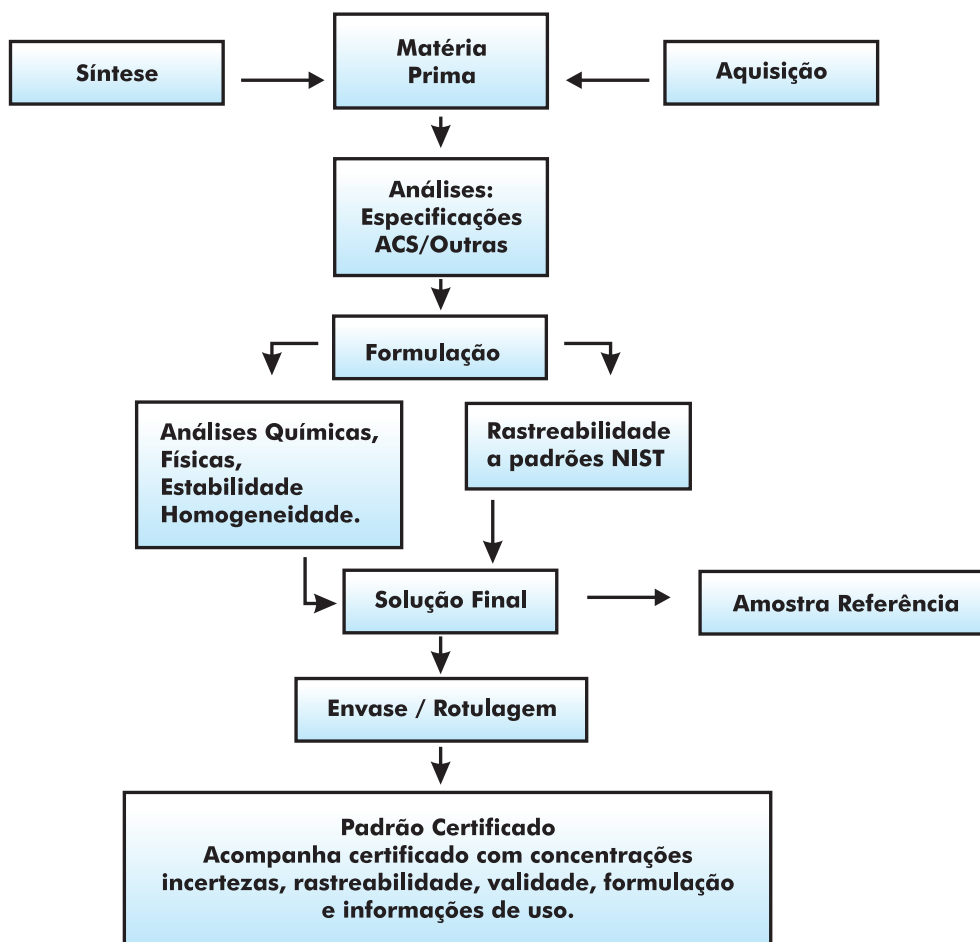 Síntese
Matéria
Prima
Aquisição
Análises:
Especificações
ACS/Outras
Formulação
Análises Químicas,
Físicas,
Estabilidade
Homogeneidade.
Rastreabilidade
a padrões NIST
Solução Final
Amostra Referência
Envase / Rotulagem
Padrão Certificado
Acompanha certificado com concentrações
incertezas, rastreabilidade, validade, formulação
e informações de uso.